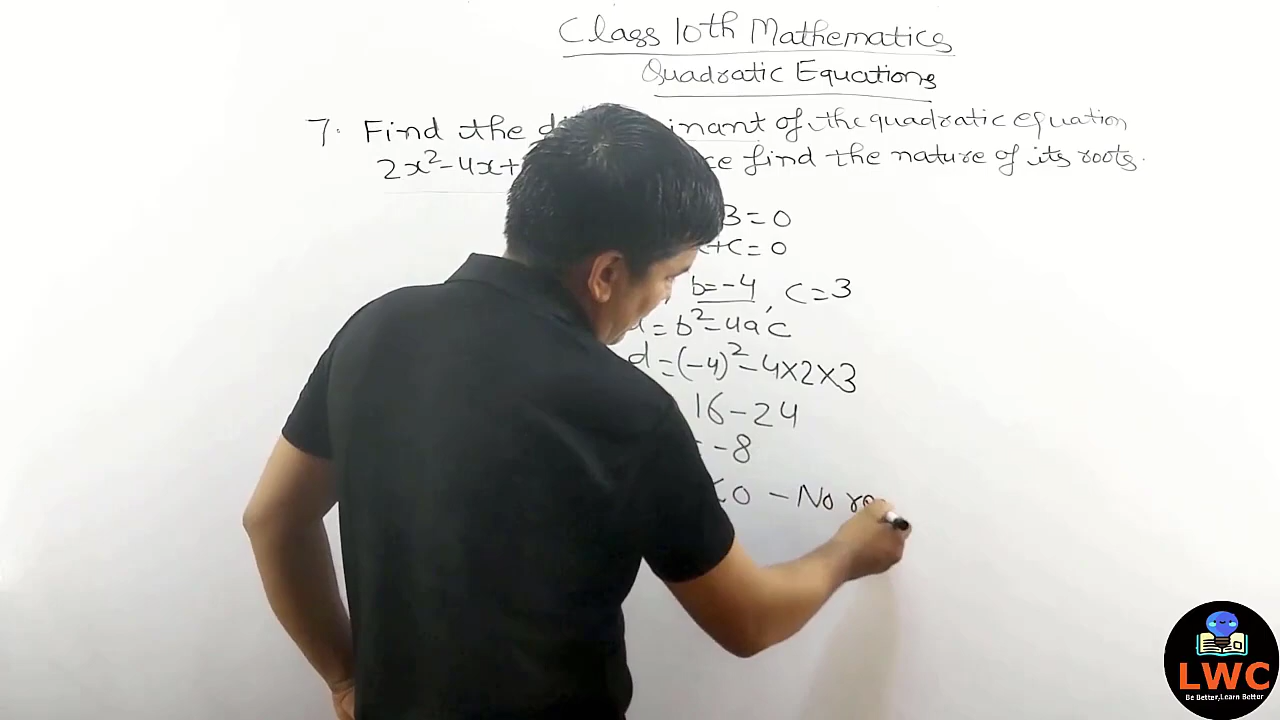 Class 10th Mathematics
Quadratic Equations
7. Find the of the quadratic equation
2x²-4x+ find the nature of its roots.
3=0
+c=0
b=-4, c=3
=b²-4ac
d=(-4)²-4×2×3
16-24
-8
<0 - No
LWC
Be Better,Learn Better